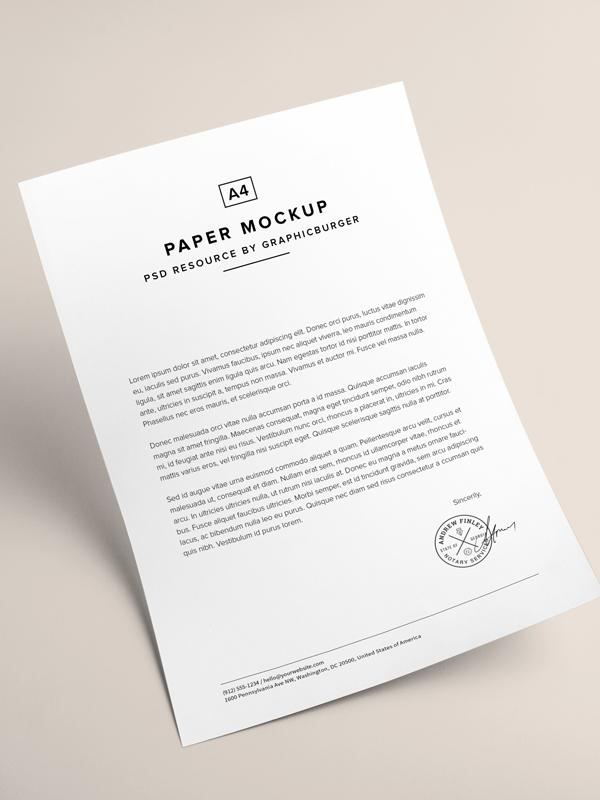 A4
PAPER MOCKUP
PSD RESOURCE BY GRAPHICBURGER
Lorem ipsum dolor sit amet, consectetur adipiscing elit. Donec orci purus, luctus vitae dignissim
eu, iaculis sed purus. Vivamus faucibus, ipsum nec aliquet viverra, leo mauris condimentum
ligula, sit amet sagittis enim ligula quis arcu. Nam egestas tortor id nisi porttitor mattis. In tortor
ante, ultricies in suscipit a, tempus non massa. Vivamus et auctor mi. Fusce vel massa nulla.
Phasellus nec eros mauris, et scelerisque orci.
Donec malesuada orci vitae nulla accumsan porta a id massa. Quisque accumsan iaculis
magna sit amet fringilla. Maecenas consequat, magna eget tincidunt semper, odio nibh rutrum
mi, id feugiat ante nisi eu risus. Vestibulum nunc orci, rhoncus a placerat in, ultricies in mi. Cras
mattis varius eros, vel fringilla nisi suscipit eget. Quisque scelerisque sagittis nulla at porttitor.
Sed id augue vitae urna euismod commodo aliquet a quam. Pellentesque arcu velit, cursus et
malesuada ut, consequat et diam. Nullam erat sem, rhoncus id ullamcorper vitae, rhoncus et
arcu. In ultricies ultricies nulla, ut rutrum nisi iaculis at. Donec eu magna a metus ornare fauci-
bus. Fusce aliquet faucibus ultricies. Morbi semper, est id tincidunt gravida, sem arcu adipiscing
lacus, ac bibendum nulla leo eu purus. Quisque nec diam sed risus consectetur a ccumsan quis
quis nibh. Vestibulum id purus lorem.
Sincerily,
ANDREW FINLEY
STATE OF
NOTARY SERVICES
(912) 555-1234 / hello@yourwebsite.com
1600 Pennsylvania Ave NW, Washington, DC 20500, United States of America